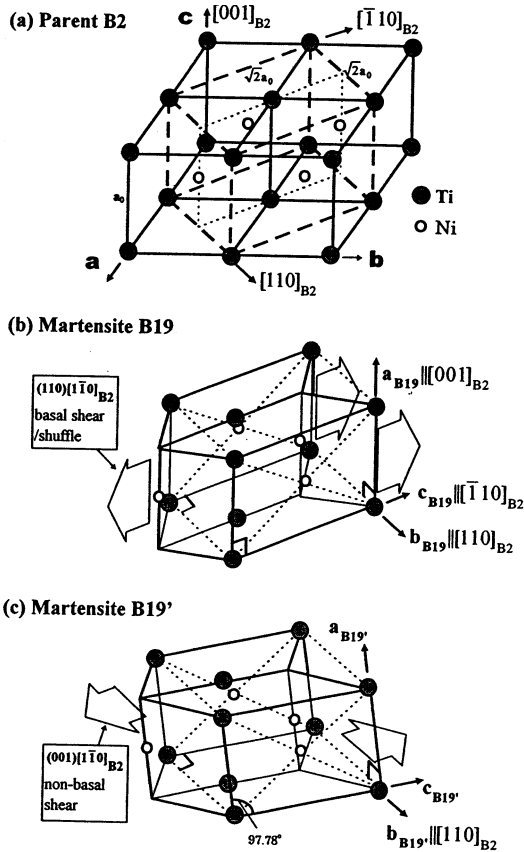 (a) Parent B2
c
[001]B2
[1̅10]B2
√2a₀
√2a₀
a₀
Ti
Ni
a
[110]B2
b
(b) Martensite B19
(110)[11̅0]B2
basal shear
/shuffle
aB19||[001]B2
cB19||[1̅10]B2
bB19||[110]B2
(c) Martensite B19’
aB19'
(001)[11̅0]B2
non-basal
shear
97.78°
cB19'
bB19'||[110]B2